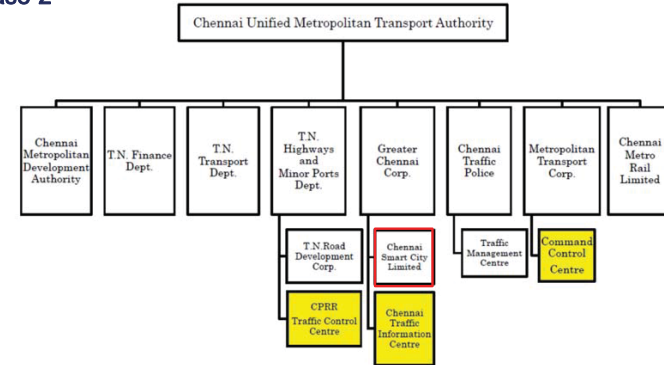 Chennai Unified Metropolitan Transport Authority
Chennai
Metropolitan
Development
Authority
T.N. Finance
Dept.
T.N.
Transport
Dept.
T.N.
Highways
and
Minor Ports
Dept.
Greater
Chennai
Corp.
Chennai
Traffic
Police
Metropolitan
Transport
Corp.
Chennai
Metro
Rail
Limited
T.N.Road
Development
Corp.
Chennai
Smart City
Limited
Traffic
Management
Centre
Command
Control
Centre
CPRR
Traffic Control
Centre
Chennai
Traffic
Information
Centre